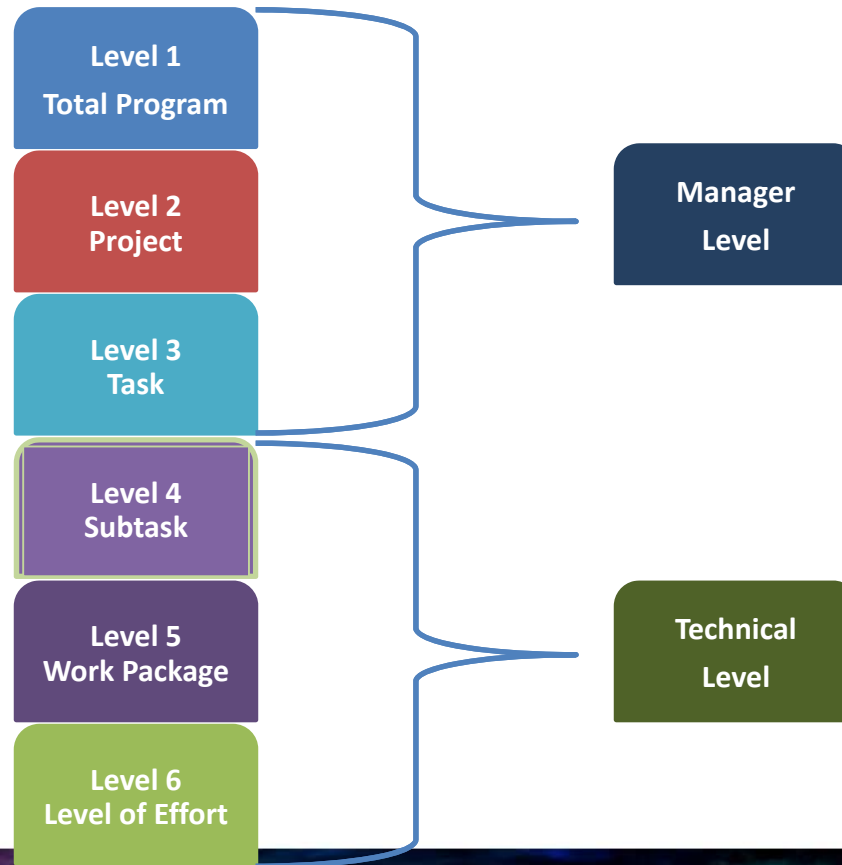 Level 1
Total Program
Level 2
Project
Level 3
Task
Level 4
Subtask
Level 5
Work Package
Level 6
Level of Effort
Manager
Level
Technical
Level